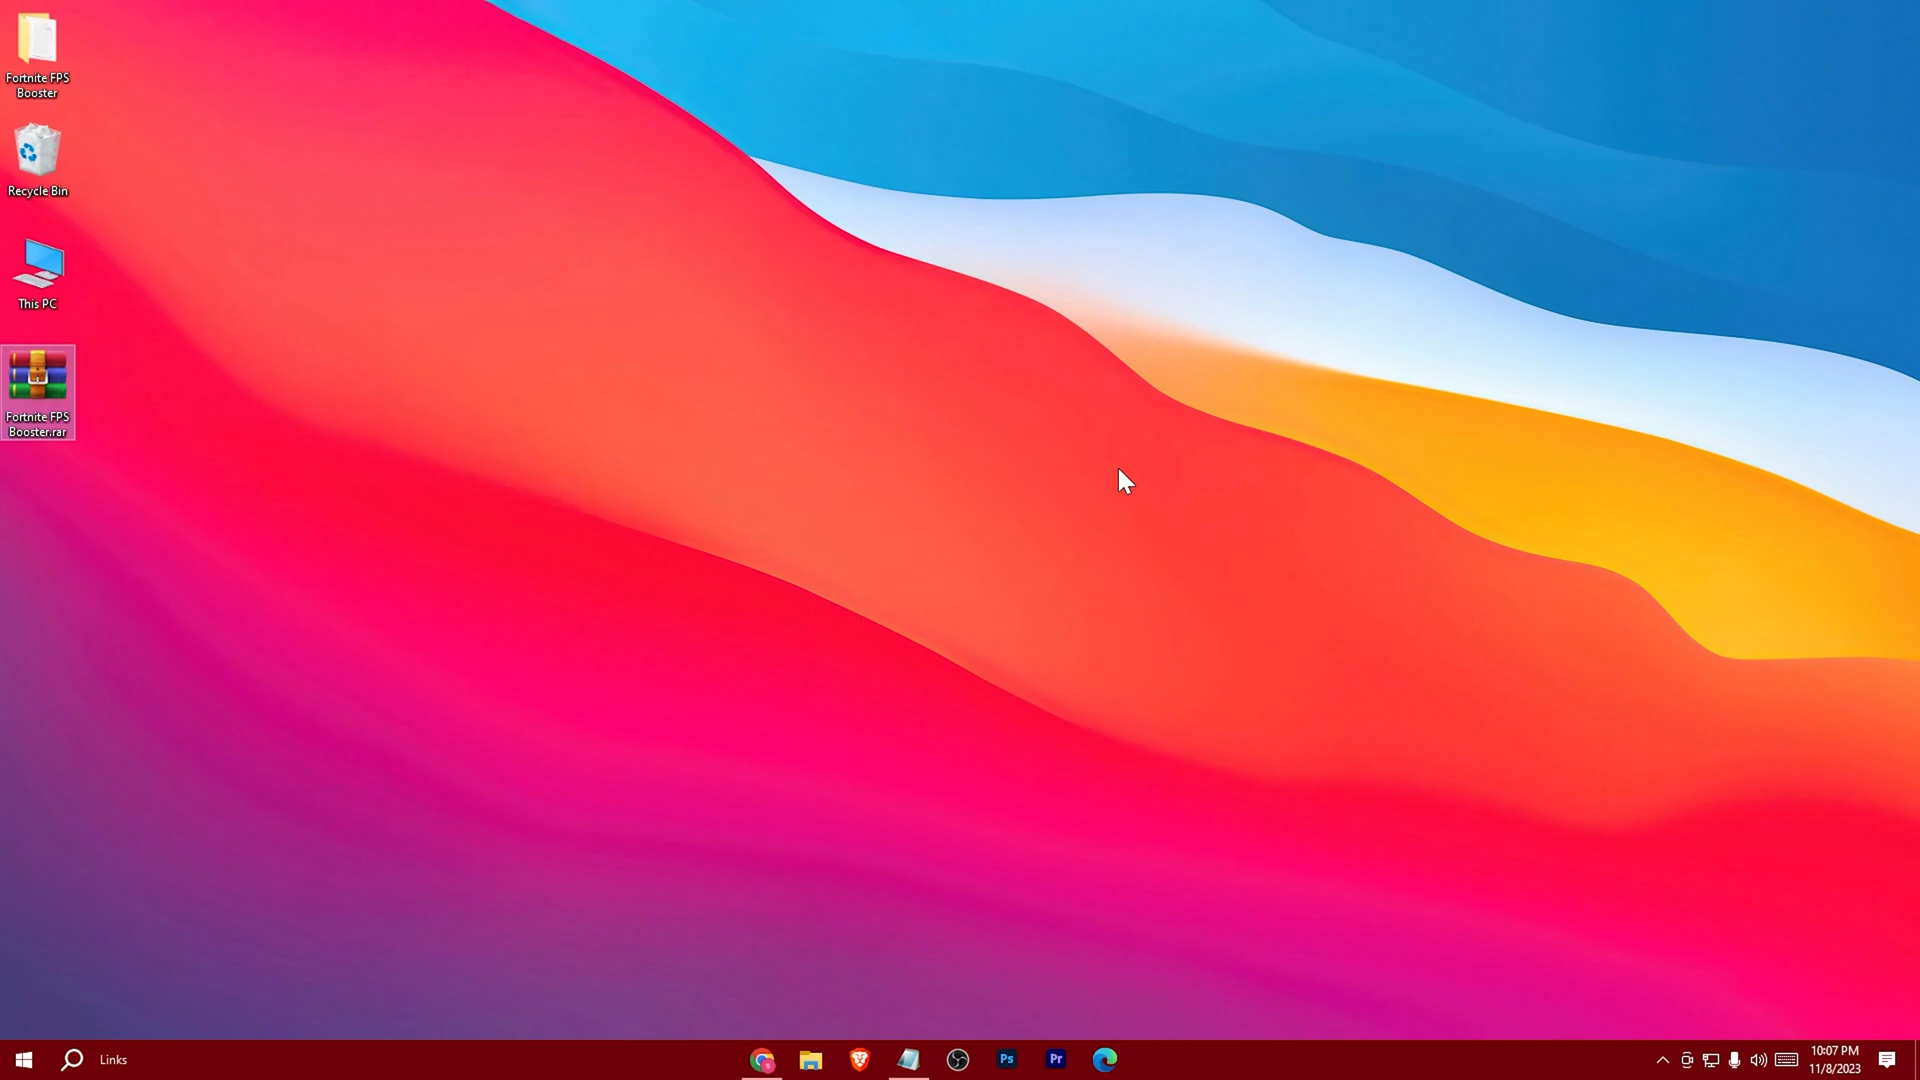 Fortnite FPS
Booster
Recycle Bin
This PC
Fortnite FPS
Booster.rar
Links
Ps
Pr
10:07 PM
11/8/2023